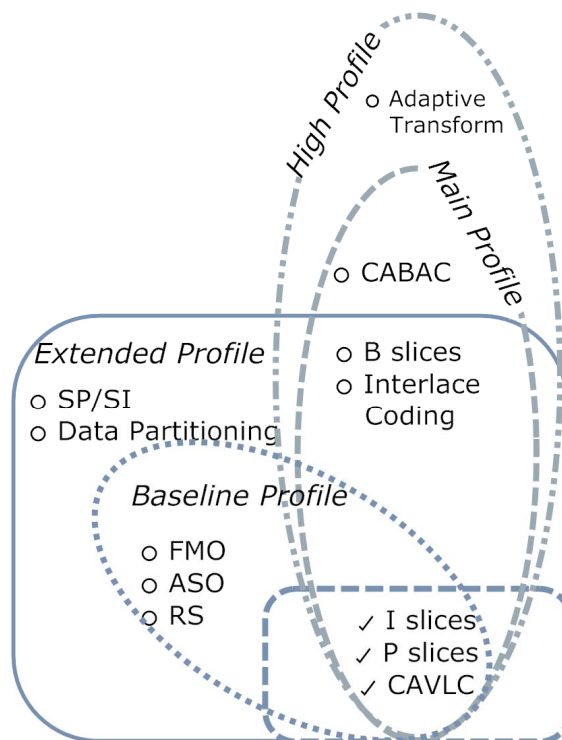 High Profile
Adaptive
Transform
Main Profile
CABAC
Extended Profile
SP/SI
Data Partitioning
B slices
Interlace
Coding
Baseline Profile
FMO
ASO
RS
I slices
P slices
CAVLC